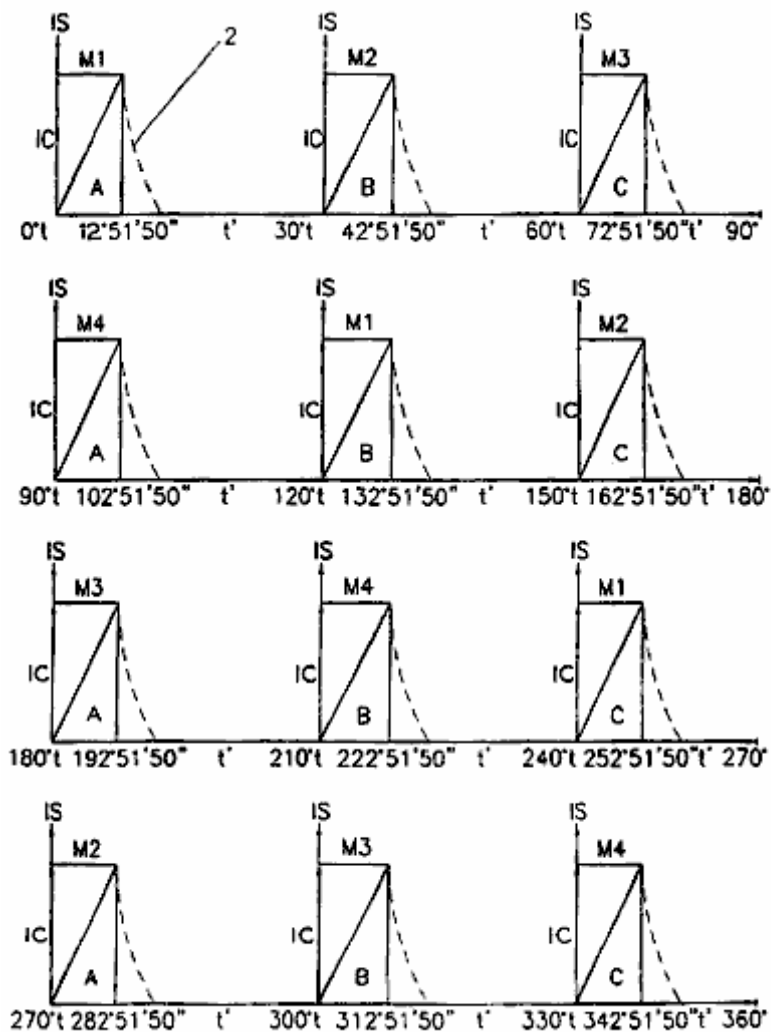 IS IS IS
2
M1 M2 M3
IC IC IC
A B C
0°t 12°51'50" t' 30°t 42°51'50" t' 60°t 72°51'50"t' 90°
IS IS IS
M4 M1 M2
IC IC IC
A B C
90°t 102°51'50" t' 120°t 132°51'50" t' 150°t 162°51'50"t' 180°
IS IS IS
M3 M4 M1
IC IC IC
A B C
180°t 192°51'50" t' 210°t 222°51'50" t' 240°t 252°51'50"t' 270°
IS IS IS
M2 M3 M4
IC IC IC
A B C
270°t 282°51'50" t' 300°t 312°51'50" t' 330°t 342°51'50"t' 360°